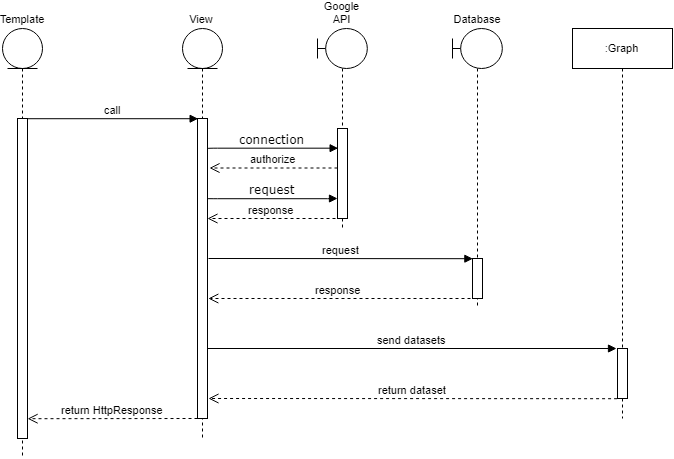 Template
View
Google
API
Database
:Graph
call
connection
authorize
request
response
request
response
send datasets
return dataset
return HttpResponse